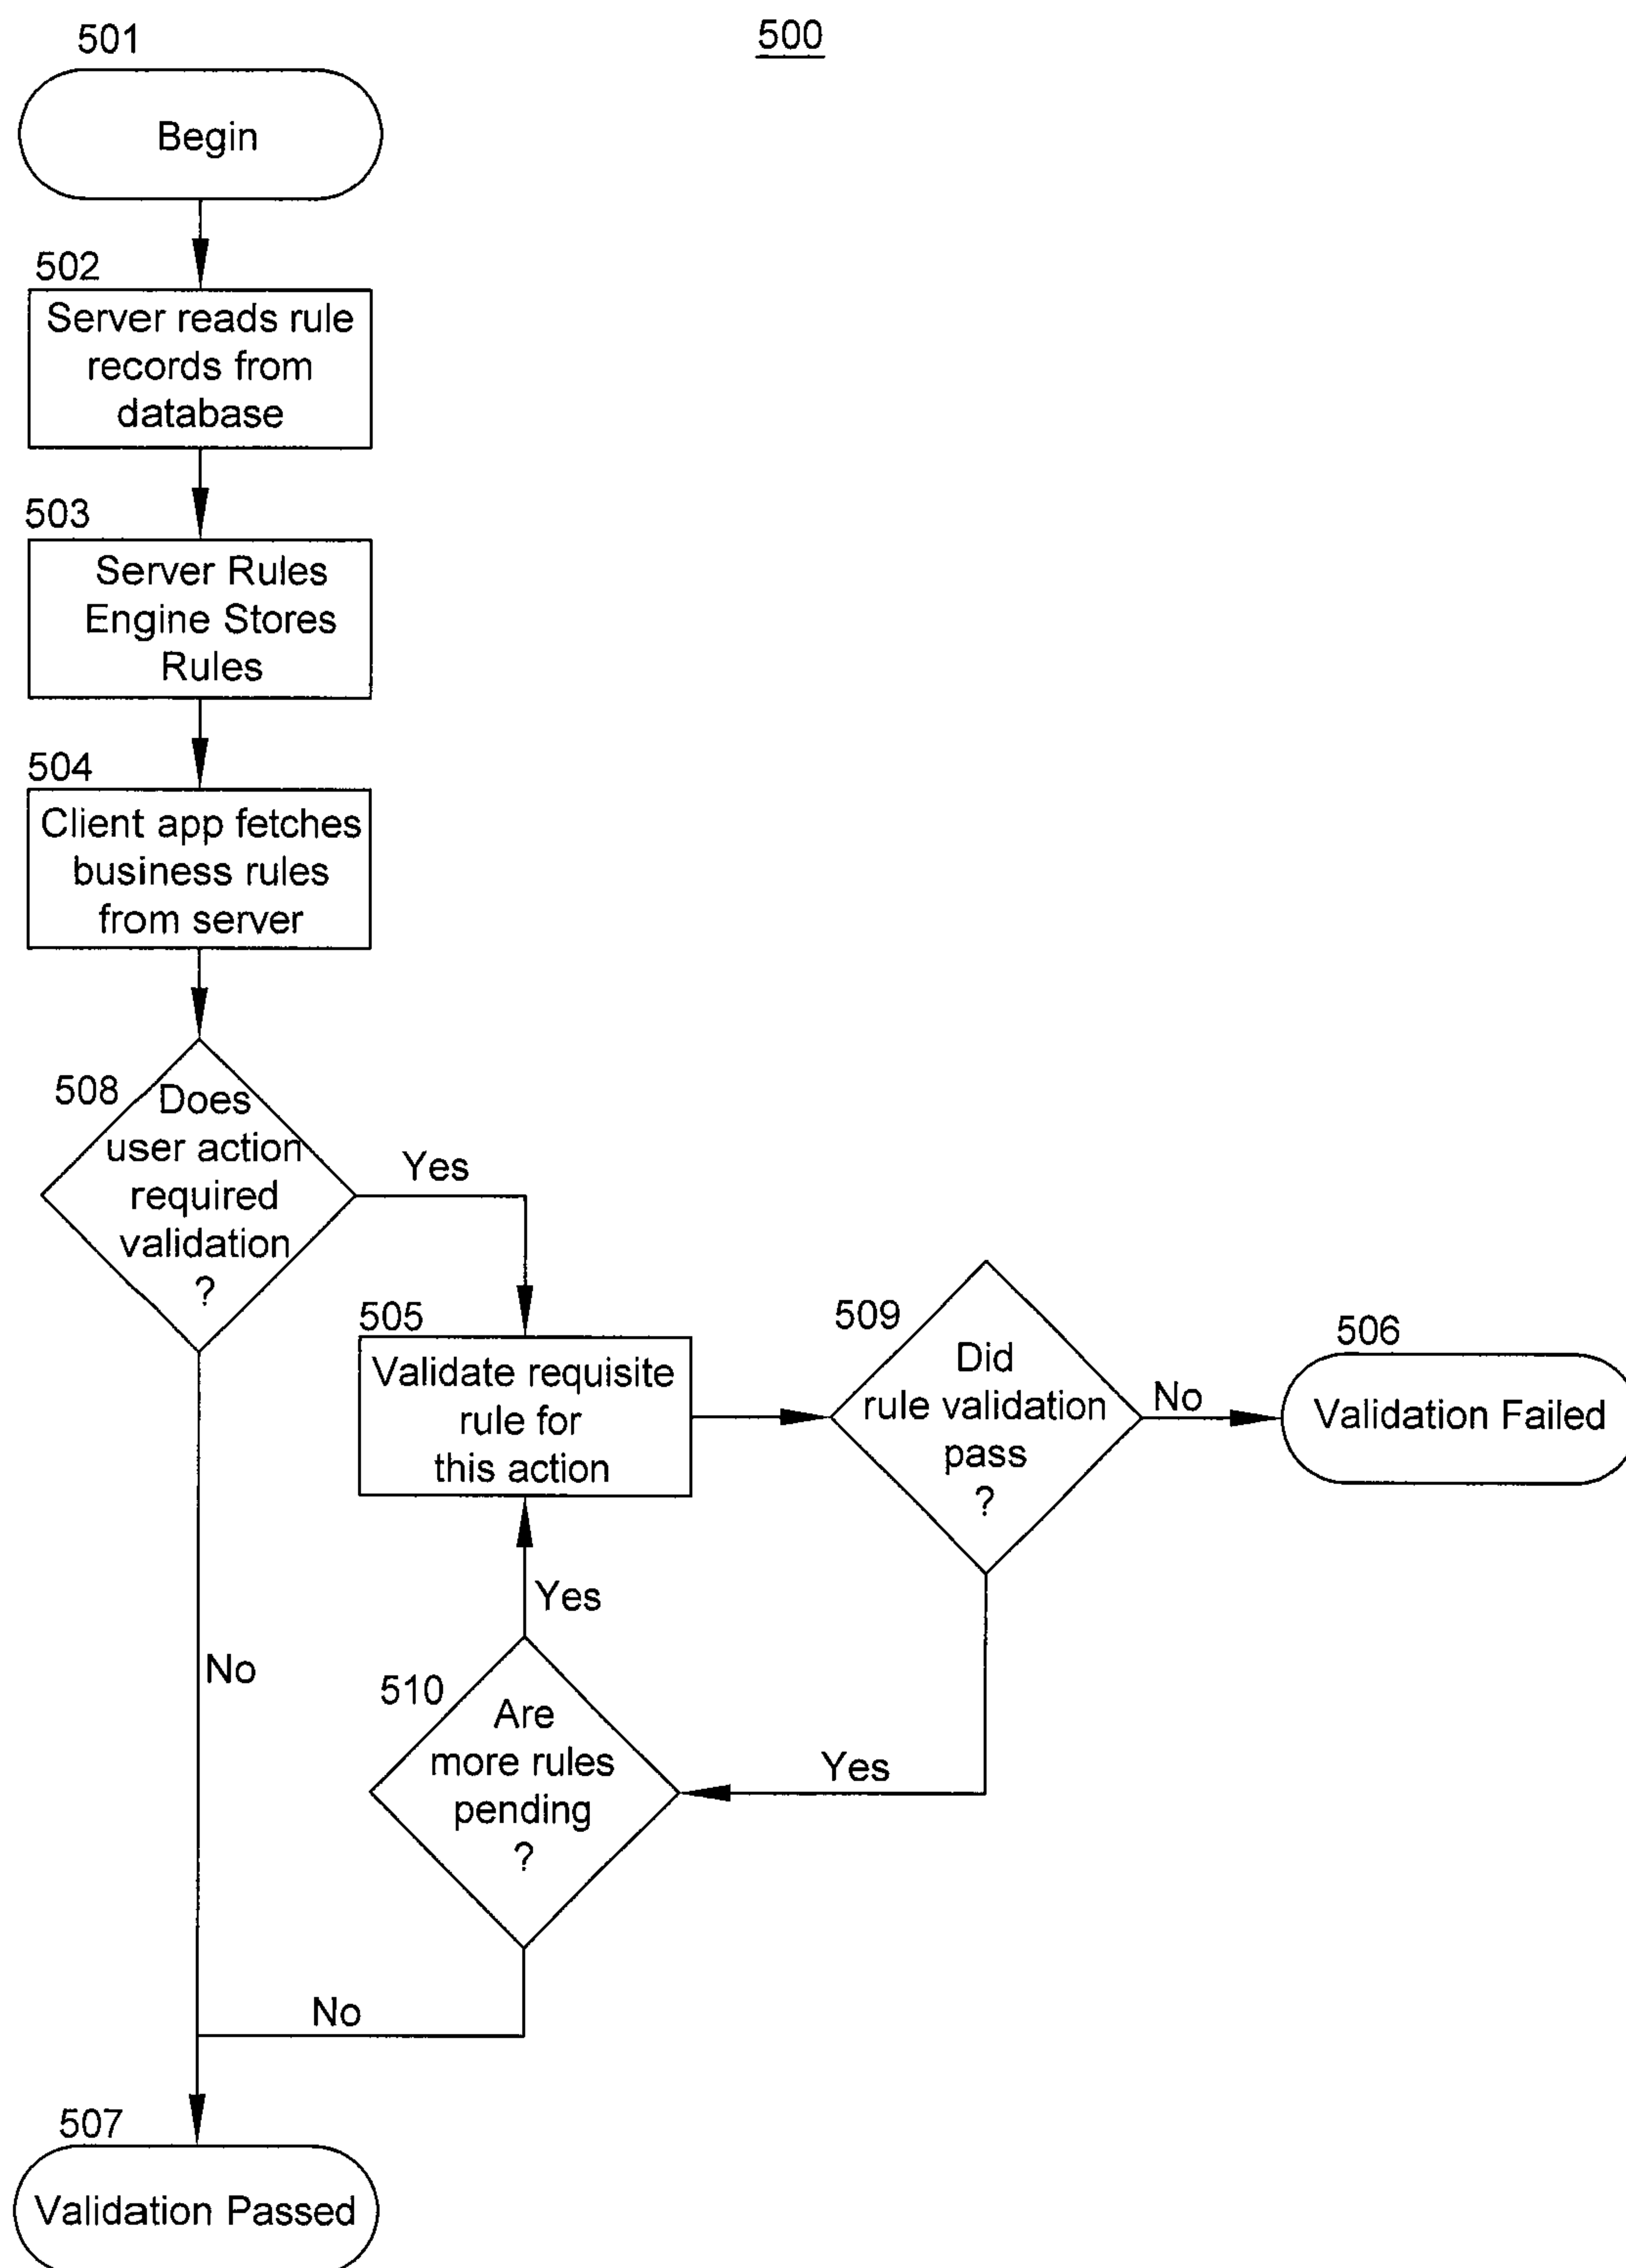 500
501
Begin
502
Server reads rule
records from
database
503
Server Rules
Engine Stores
Rules
504
Client app fetches
business rules
from server
508
Does
user action
required
validation
?
Yes
No
505
Validate requisite
rule for
this action
509
Did
rule validation
pass
?
No
506
Validation Failed
Yes
510
Are
more rules
pending
?
Yes
No
507
Validation Passed